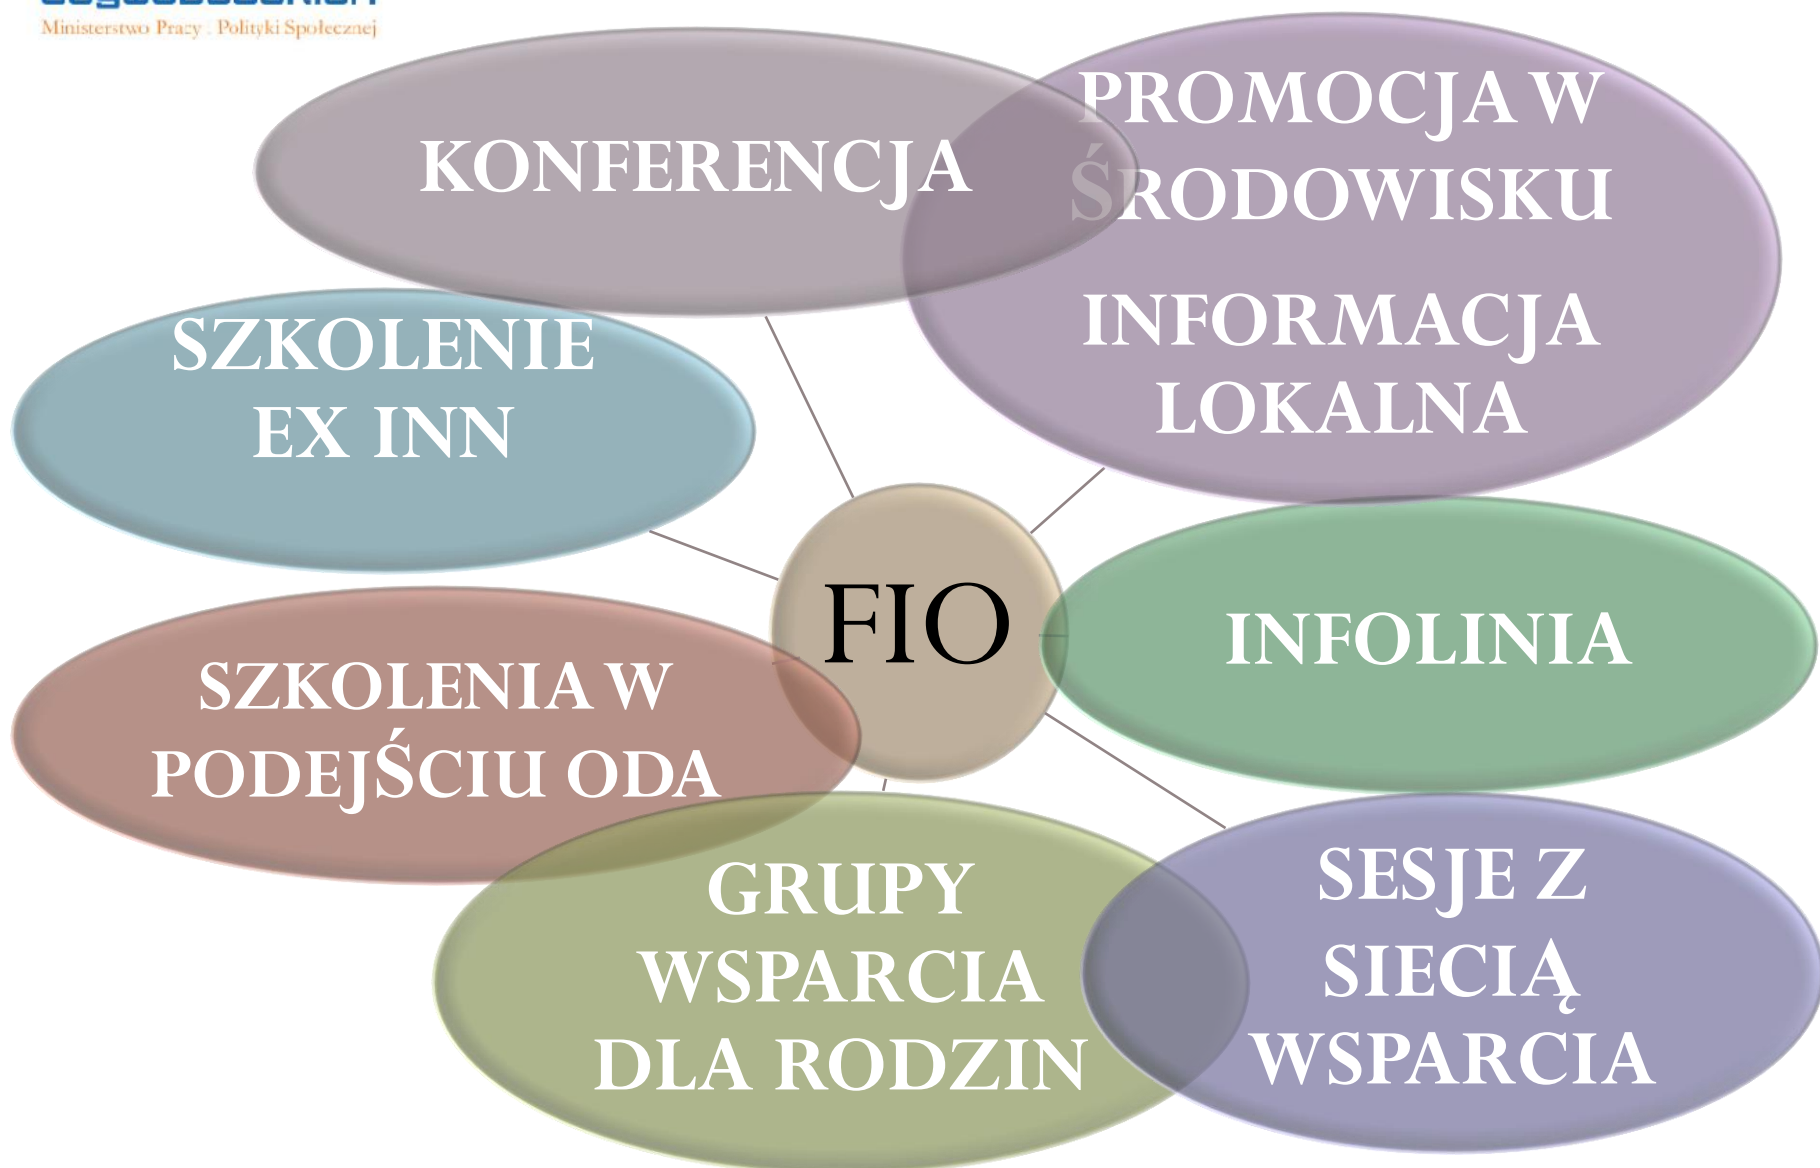 Ministerstwo Pracy i Polityki Społecznej
KONFERENCJA
PROMOCJA W
ŚRODOWISKU
INFORMACJA
LOKALNA
SZKOLENIE
EX INN
FIO
INFOLINIA
SZKOLENIA W
PODEJŚCIU ODA
GRUPY
WSPARCIA
DLA RODZIN
SESJE Z
SIECIĄ
WSPARCIA